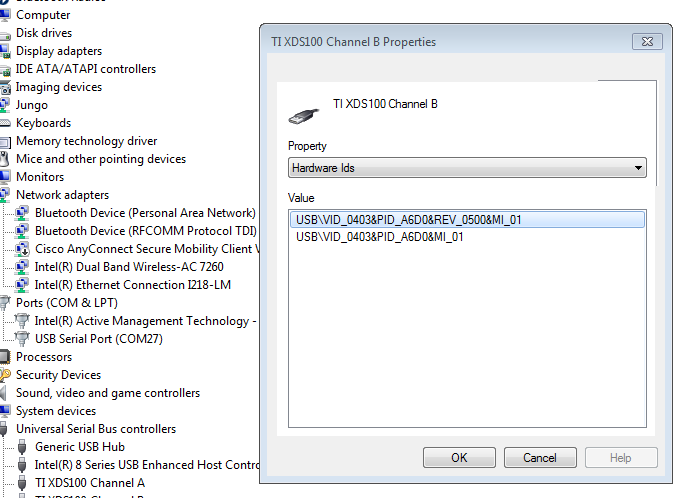 Computer
Disk drives
Display adapters
IDE ATA/ATAPI controllers
Imaging devices
Jungo
Keyboards
Memory technology driver
Mice and other pointing devices
Monitors
Network adapters
Bluetooth Device (Personal Area Network)
Bluetooth Device (RFCOMM Protocol TDI)
Cisco AnyConnect Secure Mobility Client V
Intel(R) Dual Band Wireless-AC 7260
Intel(R) Ethernet Connection I218-LM
Ports (COM & LPT)
Intel(R) Active Management Technology -
USB Serial Port (COM27)
Processors
Security Devices
Sound, video and game controllers
System devices
Universal Serial Bus controllers
Generic USB Hub
Intel(R) 8 Series USB Enhanced Host Contro
TI XDS100 Channel A
TI XDS100 Channel B Properties
TI XDS100 Channel B
Property
Hardware Ids
Value
USB\VID_0403&PID_A6D0&REV_0500&MI_01
USB\VID_0403&PID_A6D0&MI_01
OK
Cancel
Help